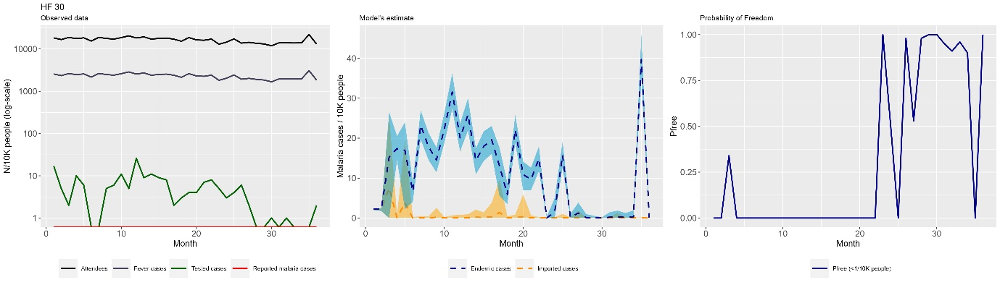 HF 30
Observed data
N/10K people (log-scale)
10000
1000
100
10
1
0
10
20
30
Month
Attendees
Fever cases
Tested cases
Reported malaria cases
Model's estimate
Malaria cases / 10K people
40
30
20
10
0
0
10
20
30
Month
Endemic cases
Imported cases
Probability of Freedom
Pfree
1.00
0.75
0.50
0.25
0.00
0
10
20
30
Month
Pfree (<1/10K people)